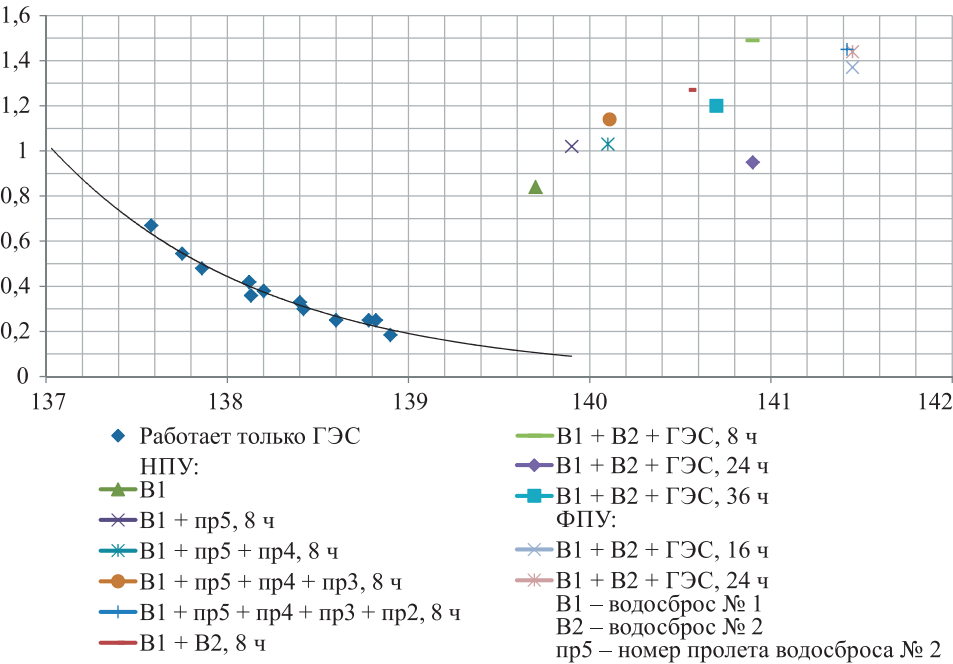 1,6
1,4
1,2
1
0,8
0,6
0,4
0,2
0
137 138 139 140 141 142
Работает только ГЭС
НПУ:
В1
В1 + пр5, 8 ч
В1 + пр5 + пр4, 8 ч
В1 + пр5 + пр4 + пр3, 8 ч
В1 + пр5 + пр4 + пр3 + пр2, 8 ч
В1 + В2, 8 ч
В1 + В2 + ГЭС, 8 ч
В1 + В2 + ГЭС, 24 ч
В1 + В2 + ГЭС, 36 ч
ФПУ:
В1 + В2 + ГЭС, 16 ч
В1 + В2 + ГЭС, 24 ч
В1 – водосброс № 1
В2 – водосброс № 2
пр5 – номер пролета водосброса № 2